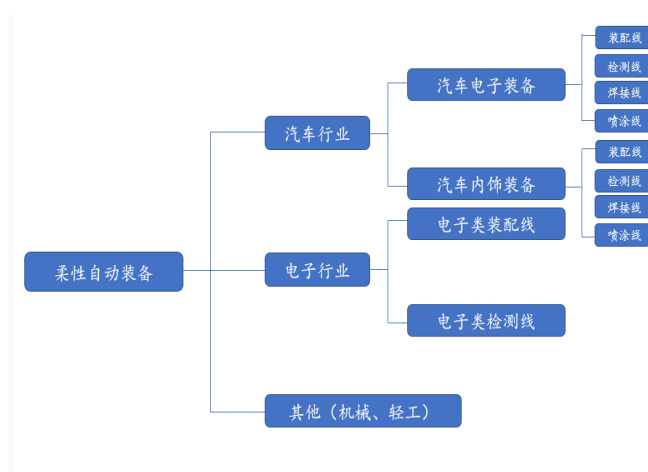 装配线
检测线
汽车电子装备
焊接线
喷涂线
汽车行业
装配线
检测线
汽车内饰装备
焊接线
电子类装配线
喷涂线
柔性自动装备
电子行业
电子类检测线
其他（机械、轻工）